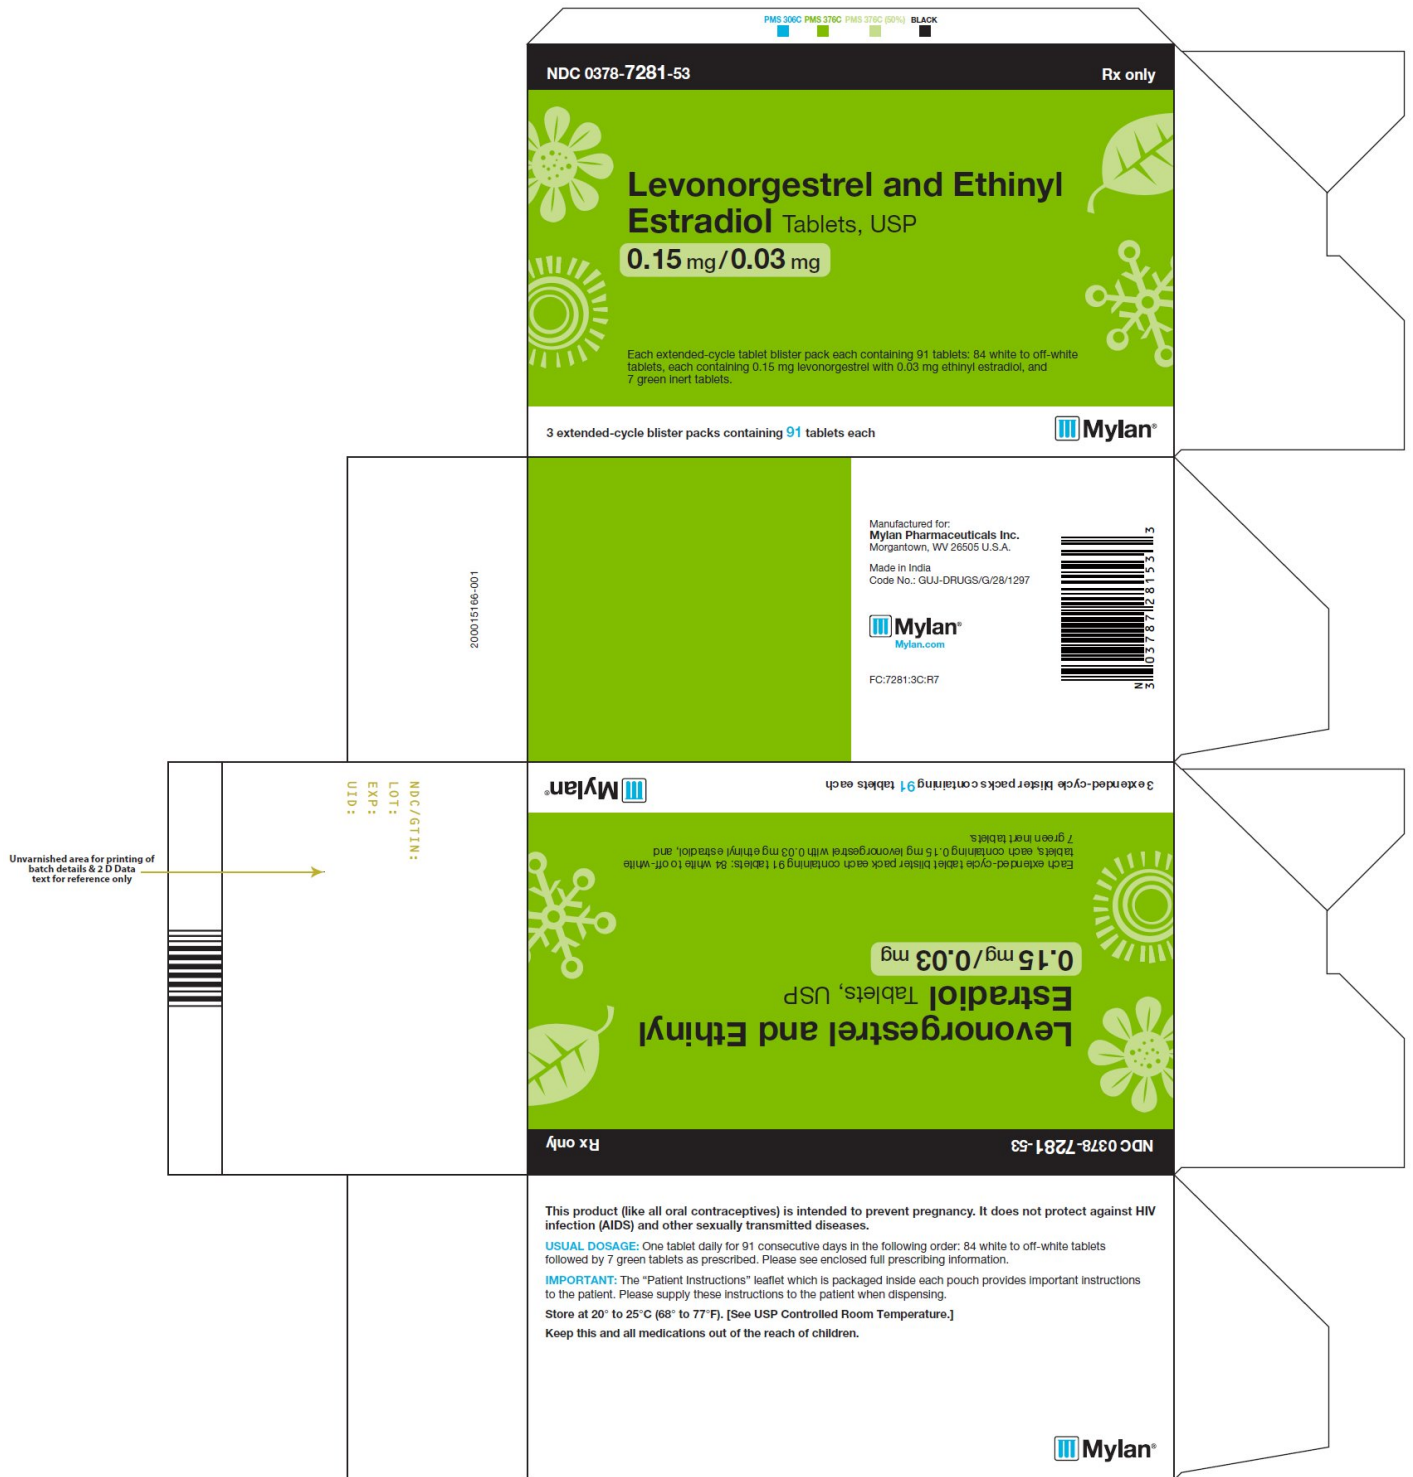 PMS 306C PMS 376C PMS 376C (50%) BLACK
NDC 0378-7281-53 Rx only
Levonorgestrel and Ethinyl
Estradiol Tablets, USP
0.15 mg/0.03 mg
Each extended-cycle tablet blister pack each containing 91 tablets: 84 white to off-white
tablets, each containing 0.15 mg levonorgestrel with 0.03 mg ethinyl estradiol, and
7 green inert tablets.
3 extended-cycle blister packs containing 91 tablets each
Mylan®
200015166-001
Manufactured for:
Mylan Pharmaceuticals Inc.
Morgantown, WV 26505 U.S.A.
Made in India
Code No.: GUJ-DRUGS/G/28/1297
Mylan®
Mylan.com
FC:7281:3C:R7
N
3 0378728153 3
NDC/GTIN:
LOT:
EXP:
UID:
Unvarnished area for printing of
batch details & 2 D Data
text for reference only
NDC 0378-7281-53 Rx only
Levonorgestrel and Ethinyl
Estradiol Tablets, USP
0.15 mg/0.03 mg
Each extended-cycle tablet blister pack each containing 91 tablets: 84 white to off-white
tablets, each containing 0.15 mg levonorgestrel with 0.03 mg ethinyl estradiol, and
7 green inert tablets.
3 extended-cycle blister packs containing 91 tablets each
Mylan®
This product (like all oral contraceptives) is intended to prevent pregnancy. It does not protect against HIV
infection (AIDS) and other sexually transmitted diseases.
USUAL DOSAGE: One tablet daily for 91 consecutive days in the following order: 84 white to off-white tablets
followed by 7 green tablets as prescribed. Please see enclosed full prescribing information.
IMPORTANT: The “Patient Instructions” leaflet which is packaged inside each pouch provides important instructions
to the patient. Please supply these instructions to the patient when dispensing.
Store at 20° to 25°C (68° to 77°F). [See USP Controlled Room Temperature.]
Keep this and all medications out of the reach of children.
Mylan®